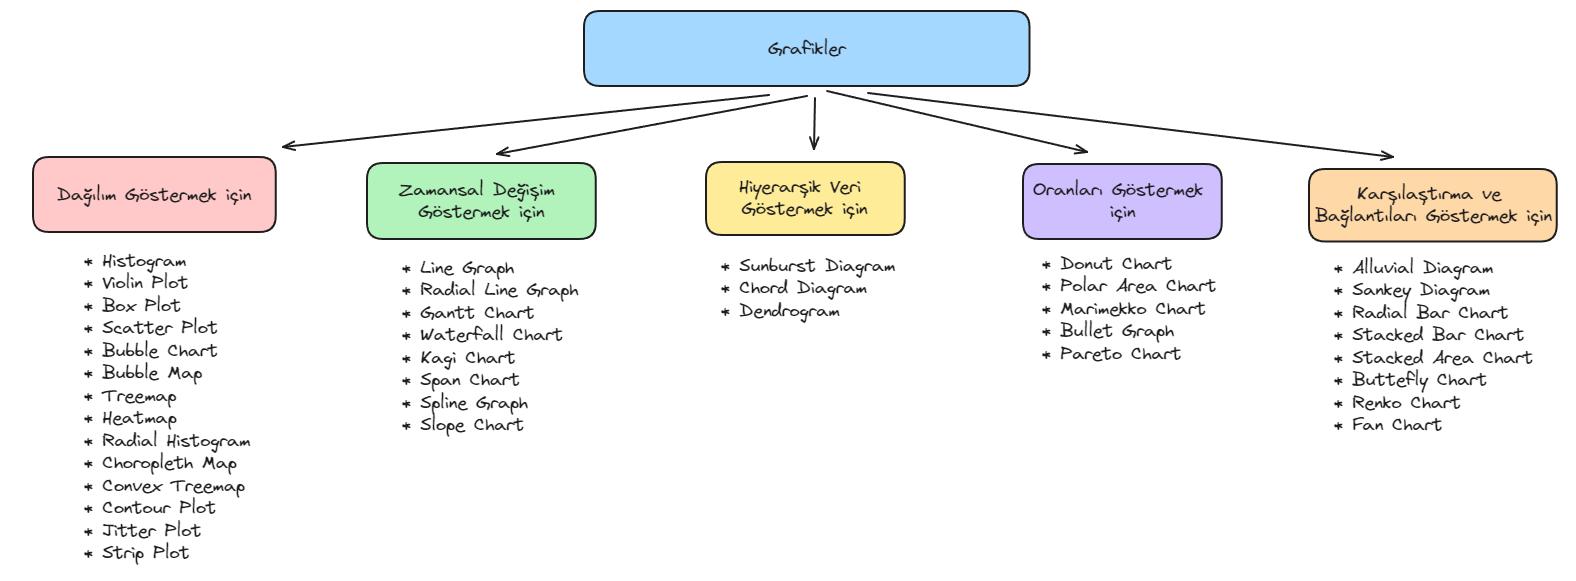 Grafikler
Dağılım Göstermek için
* Histogram
* Violin Plot
* Box Plot
* Scatter Plot
* Bubble Chart
* Bubble Map
* Treemap
* Heatmap
* Radial Histogram
* Choropleth Map
* Convex Treemap
* Contour Plot
* Jitter Plot
* Strip Plot
Zamansal Değişim
Göstermek için
* Line Graph
* Radial Line Graph
* Gantt Chart
* Waterfall Chart
* Kagi Chart
* Span Chart
* Spline Graph
* Slope Chart
Hiyerarşik Veri
Göstermek için
* Sunburst Diagram
* Chord Diagram
* Dendrogram
Oranları Göstermek
için
* Donut Chart
* Polar Area Chart
* Marimekko Chart
* Bullet Graph
* Pareto Chart
Karşılaştırma ve
Bağlantıları Göstermek için
* Alluvial Diagram
* Sankey Diagram
* Radial Bar Chart
* Stacked Bar Chart
* Stacked Area Chart
* Buttefly Chart
* Renko Chart
* Fan Chart